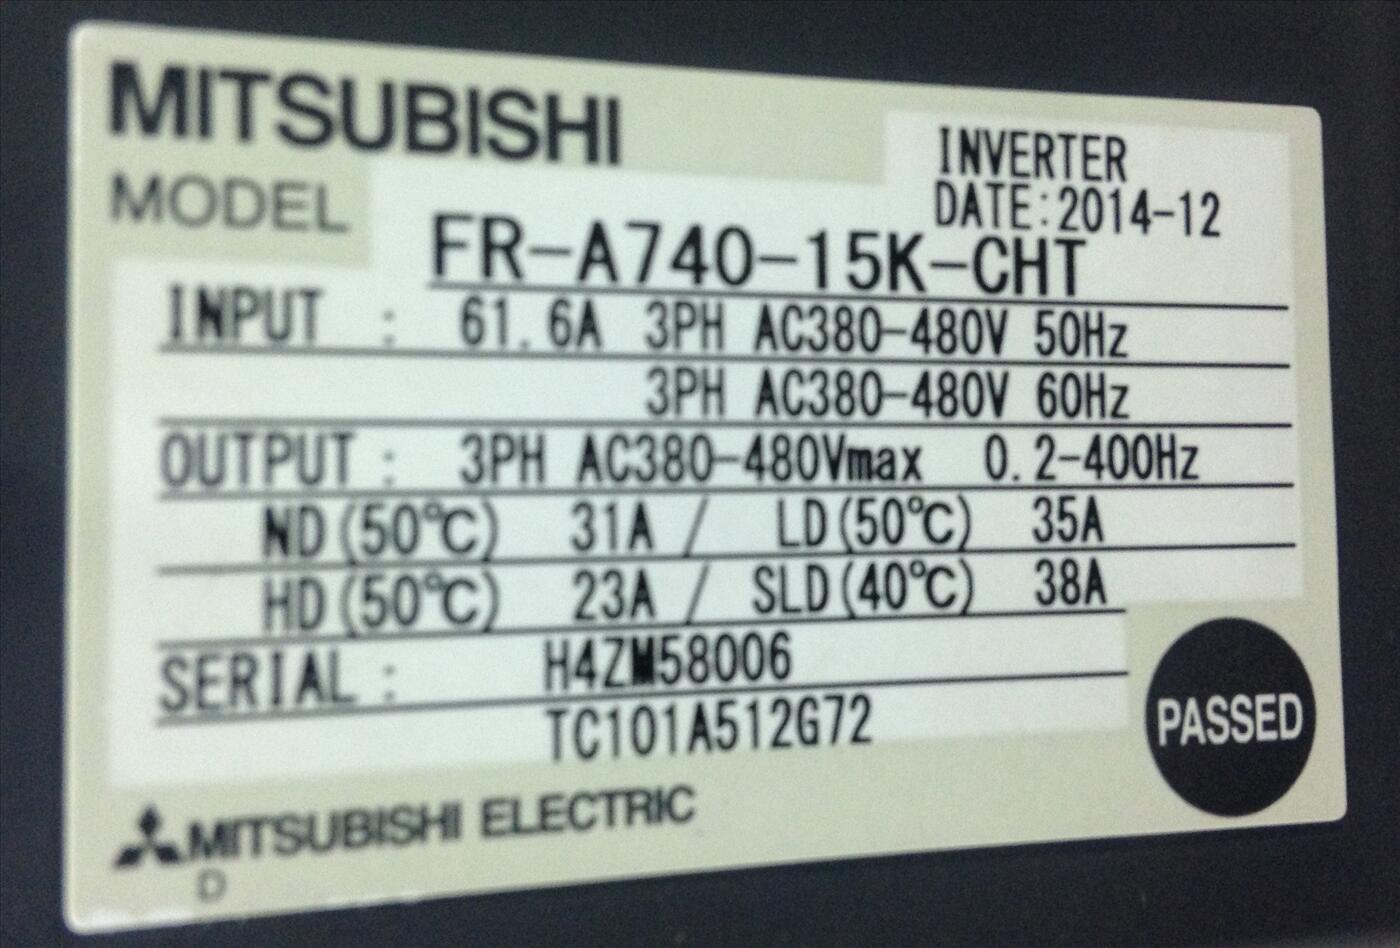 MITSUBISHI
INVERTER
MODEL
DATE:2014-12
FR-A740-15K-CHT
INPUT : 61.6A 3PH AC380-480V 50Hz
3PH AC380-480V 60Hz
OUTPUT : 3PH AC380-480Vmax 0.2-400Hz
ND(50℃) 31A / LD(50℃) 35A
HD(50℃) 23A / SLD(40℃) 38A
SERIAL : H4ZM58006
TC101A512G72
PASSED
MITSUBISHI ELECTRIC
D